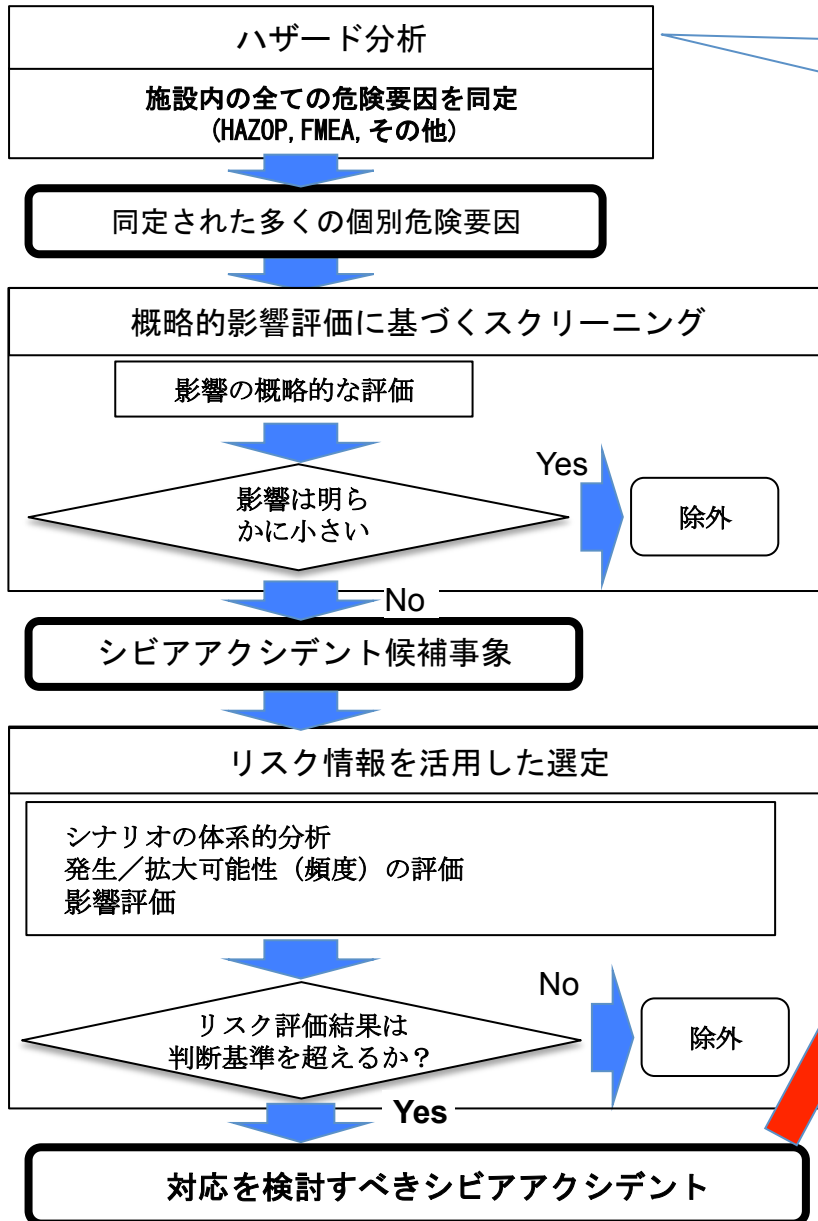 ハザード分析
施設内の全ての危険要因を同定
(HAZOP, FMEA, その他)
同定された多くの個別危険要因
概略的影響評価に基づくスクリーニング
影響の概略的な評価
影響は明ら
かに小さい
Yes
除外
No
シビアアクシデント候補事象
リスク情報を活用した選定
シナリオの体系的分析
発生／拡大可能性（頻度）の評価
影響評価
リスク評価結果は
判断基準を超えるか？
No
除外
Yes
対応を検討すべきシビアアクシデント